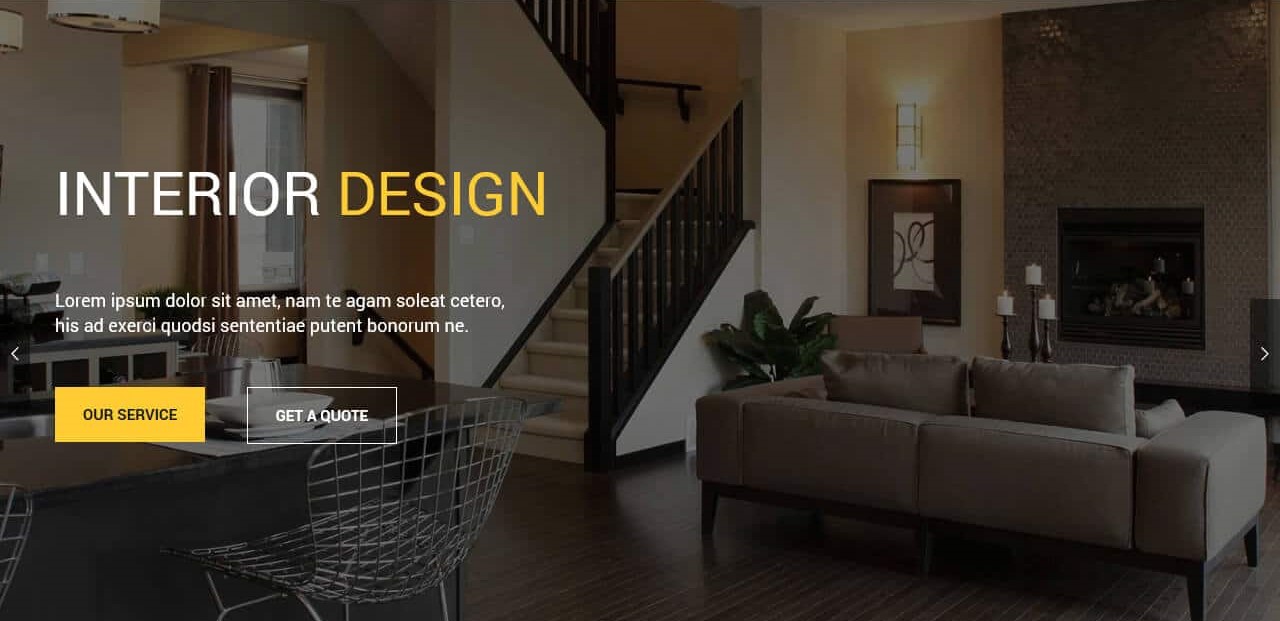 INTERIOR DESIGN
Lorem ipsum dolor sit amet, nam te agam soleat cetero,
his ad exerci quodsi sententiae putent bonorum ne.
OUR SERVICE
GET A QUOTE